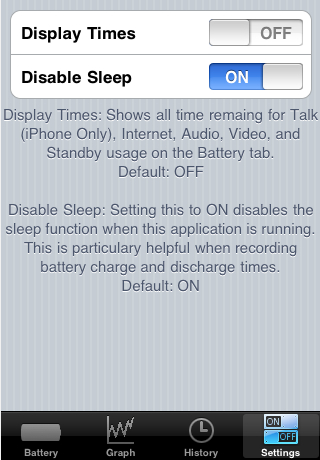 Display Times OFF
Disable Sleep ON
Display Times: Shows all time remaing for Talk
(iPhone Only), Internet, Audio, Video, and
Standby usage on the Battery tab.
Default: OFF
Disable Sleep: Setting this to ON disables the
sleep function when this application is running.
This is particulary helpful when recording
battery charge and discharge times.
Default: ON
ON
OFF
Battery Graph History Settings